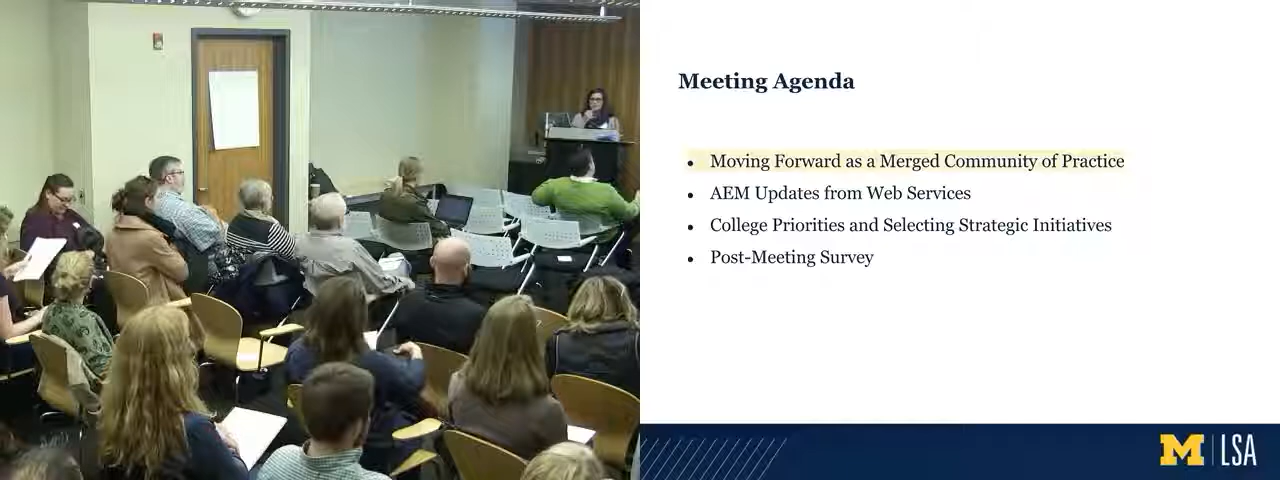 Meeting Agenda
• Moving Forward as a Merged Community of Practice
• AEM Updates from Web Services
• College Priorities and Selecting Strategic Initiatives
• Post-Meeting Survey
M | LSA